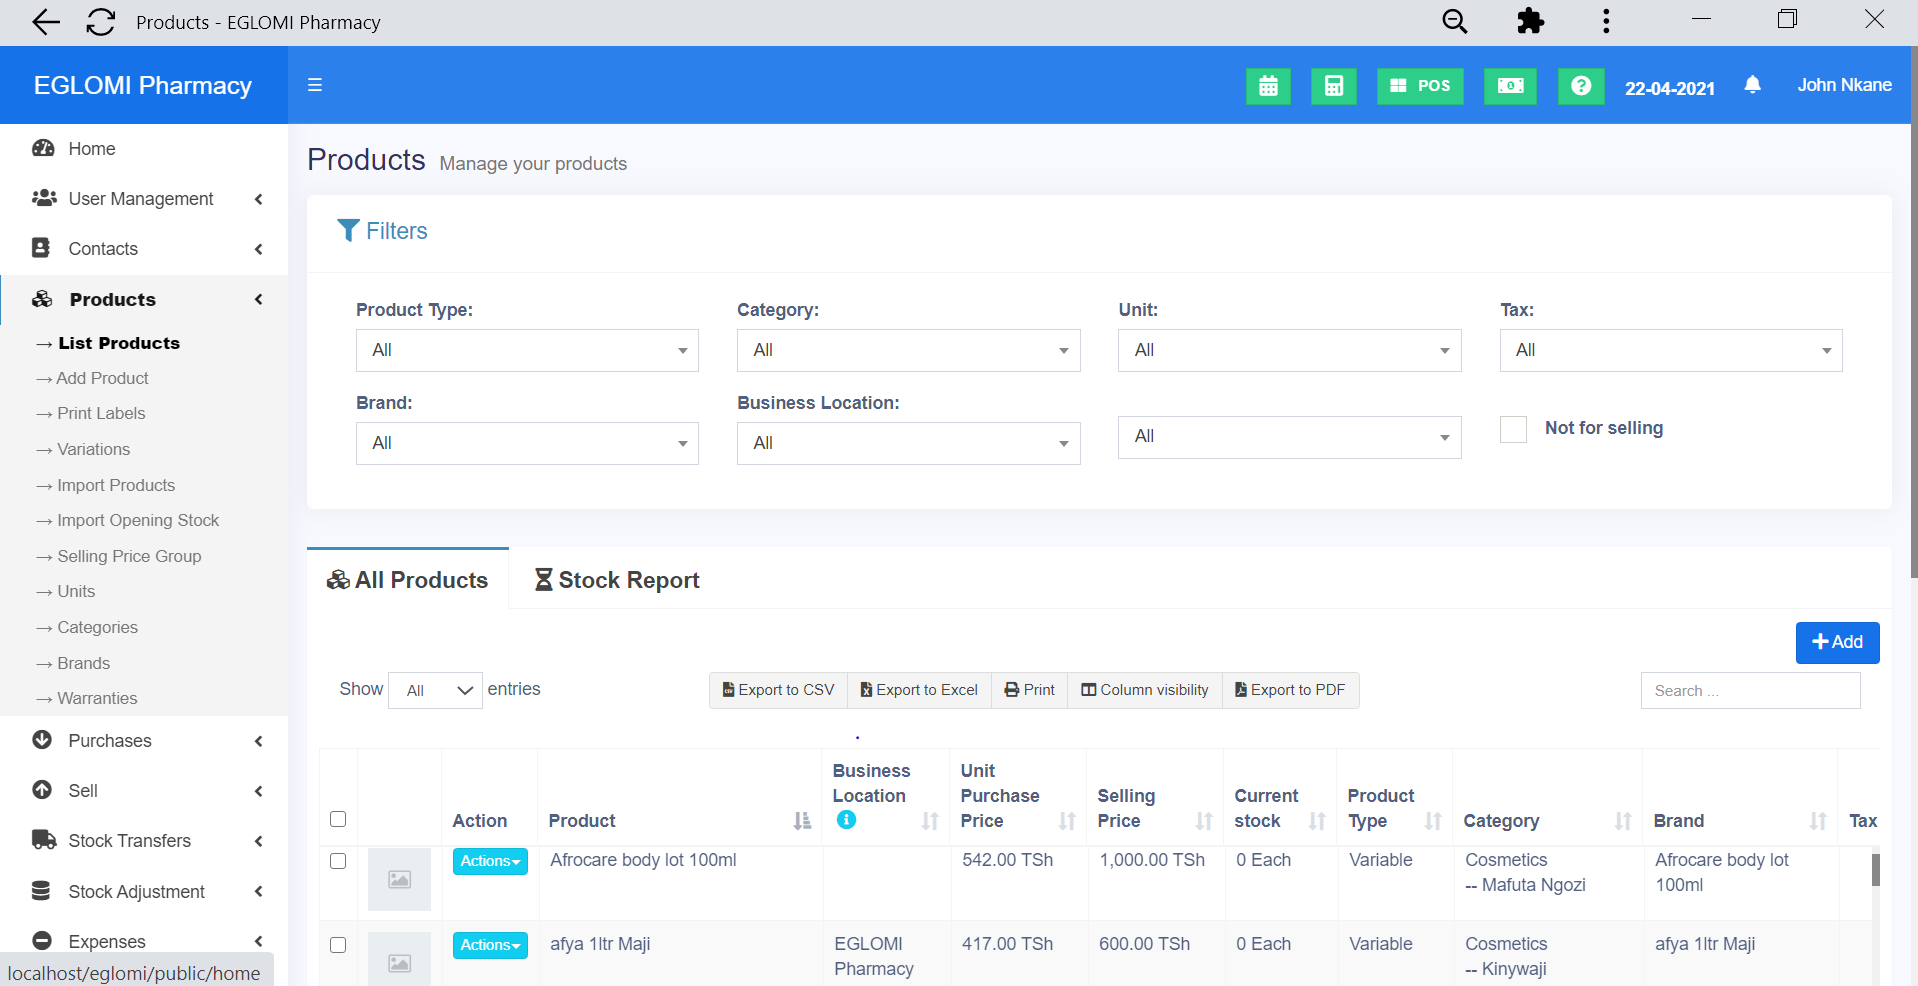 Products - EGLOMI Pharmacy
EGLOMI Pharmacy
POS
22-04-2021
John Nkane
Home
User Management
Contacts
Products
→ List Products
→ Add Product
→ Print Labels
→ Variations
→ Import Products
→ Import Opening Stock
→ Selling Price Group
→ Units
→ Categories
→ Brands
→ Warranties
Purchases
Sell
Stock Transfers
Stock Adjustment
Expenses
localhost/eglomi/public/home
Products Manage your products
Filters
Product Type: Category: Unit: Tax:
All All All All
Brand: Business Location:
All All All Not for selling
All Products Stock Report
Add
Show All entries Export to CSV Export to Excel Print Column visibility Export to PDF Search ...
Action Product Business Location Unit Purchase Price Selling Price Current stock Product Type Category Brand Tax
Actions Afrocare body lot 100ml 542.00 TSh 1,000.00 TSh 0 Each Variable Cosmetics Afrocare body lot
-- Mafuta Ngozi 100ml
Actions afya 1ltr Maji EGLOMI 417.00 TSh 600.00 TSh 0 Each Variable Cosmetics afya 1ltr Maji
Pharmacy -- Kinywaji